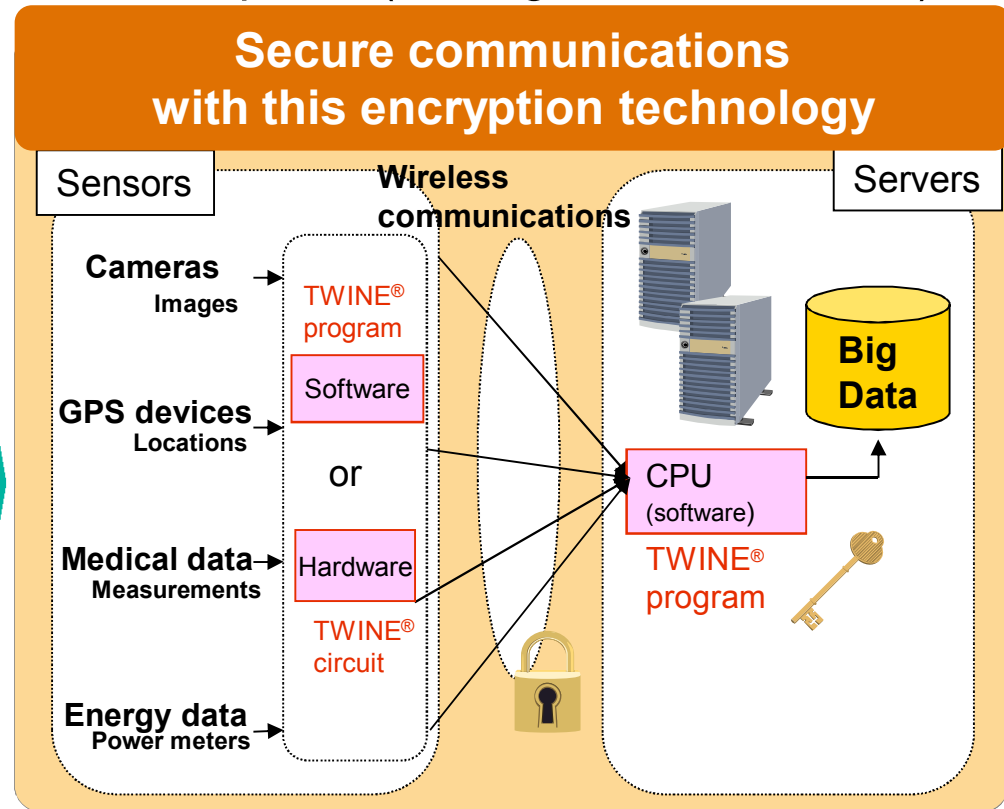 Secure communications
with this encryption technology
Sensors
Wireless
communications
Servers
Cameras
Images
TWINE®
program
Software
GPS devices
Locations
or
Medical data
Measurements
Hardware
TWINE®
circuit
Energy data
Power meters
CPU
(software)
TWINE®
program
Big
Data